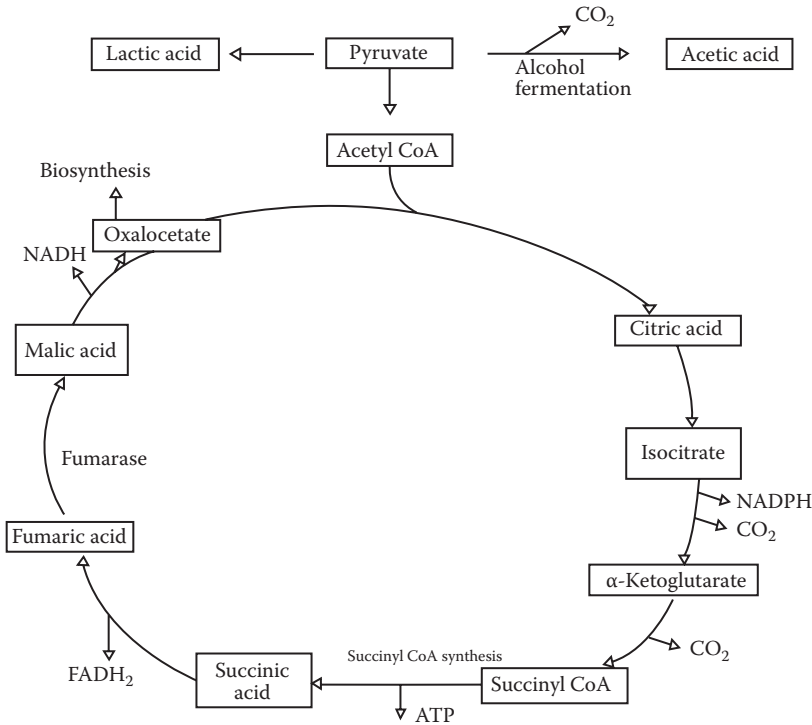 CO₂
Lactic acid
Pyruvate
Acetic acid
Alcohol
fermentation
Acetyl CoA
Biosynthesis
Oxalocetate
NADH
Citric acid
Malic acid
Isocitrate
Fumarase
NADPH
CO₂
Fumaric acid
α-Ketoglutarate
CO₂
Succinyl CoA synthesis
FADH₂
Succinic
acid
Succinyl CoA
ATP